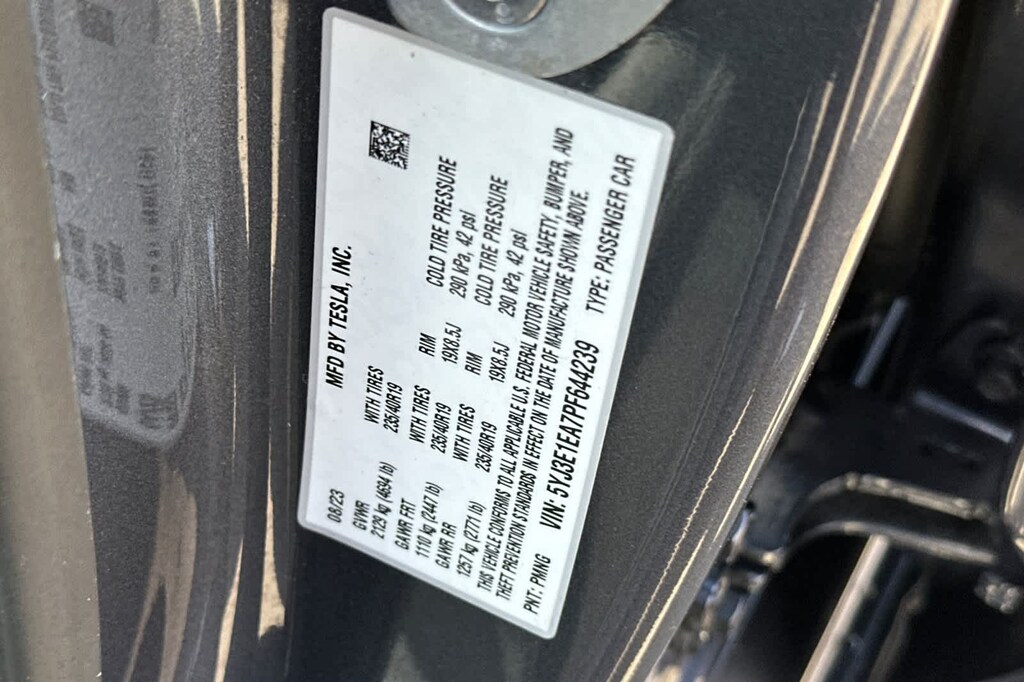 MFD BY TESLA, INC.
08/23
GVWR WITH TIRES RIM COLD TIRE PRESSURE
2129 kg (4694 lb) 235/40R19 19X8.5J 290 kPa, 42 psi
GAWR FRT WITH TIRES RIM COLD TIRE PRESSURE
1110 kg (2447 lb) 235/40R19 19X8.5J 290 kPa, 42 psi
GAWR RR WITH TIRES
1257 kg (2771 lb) 235/40R19
THIS VEHICLE CONFORMS TO ALL APPLICABLE U.S. FEDERAL MOTOR VEHICLE SAFETY, BUMPER, AND
THEFT PREVENTION STANDARDS IN EFFECT ON THE DATE OF MANUFACTURE SHOWN ABOVE.
VIN: 5YJ3E1EA7PF644239 TYPE: PASSENGER CAR
PNT: PMNG